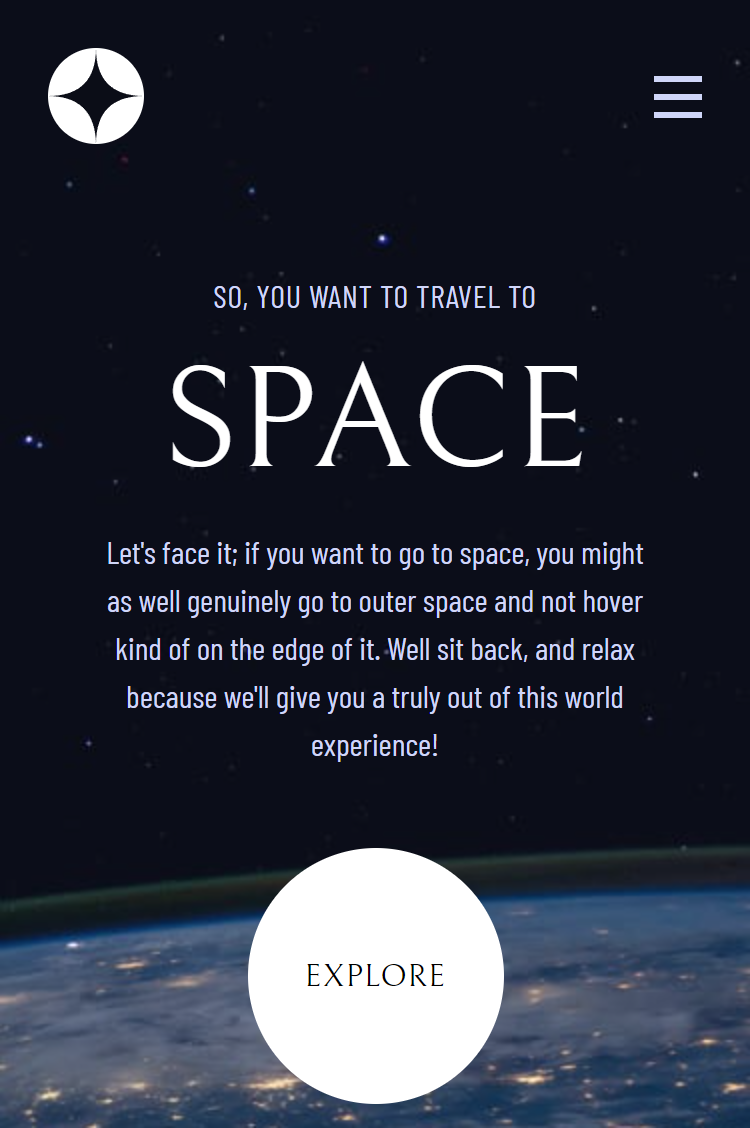 SO, YOU WANT TO TRAVEL TO
SPACE
Let's face it; if you want to go to space, you might
as well genuinely go to outer space and not hover
kind of on the edge of it. Well sit back, and relax
because we'll give you a truly out of this world
experience!
EXPLORE